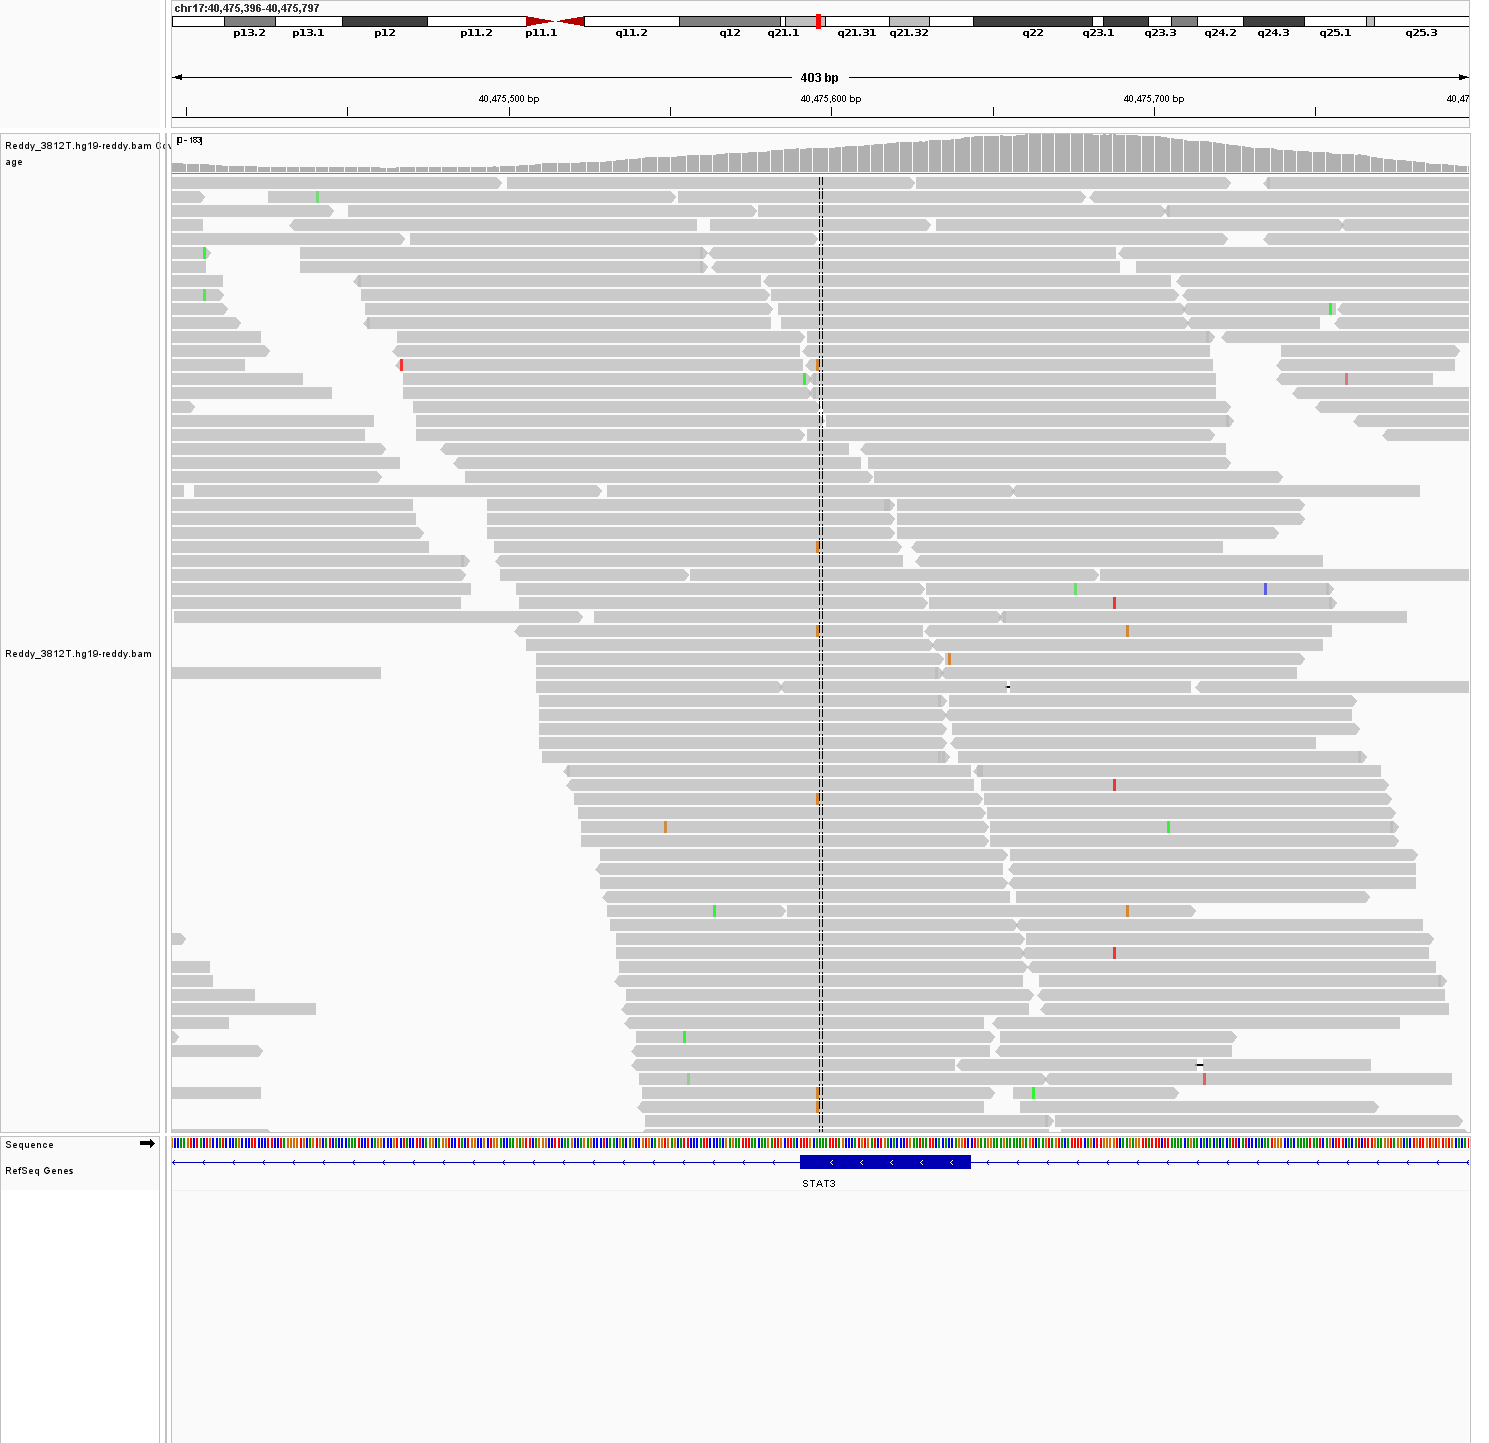 chr17:40,475,396-40,475,797
p13.2 p13.1 p12 p11.2 p11.1 q11.2 q12 q21.1 q21.31 q21.32 q22 q23.1 q23.3 q24.2 q24.3 q25.1 q25.3
403 bp
40,475,500 bp 40,475,600 bp 40,475,700 bp 40,47
[0 - 183]
Reddy_3812T.hg19-reddy.bam Cov
age
Reddy_3812T.hg19-reddy.bam
Sequence
RefSeq Genes
STAT3